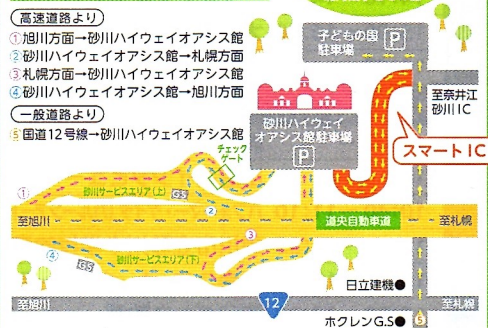 高速道路より
①旭川方面→砂川ハイウェイオアシス館
②砂川ハイウェイオアシス館→札幌方面
③札幌方面→砂川ハイウェイオアシス館
④砂川ハイウェイオアシス館→旭川方面
一般道路より
⑤国道12号線→砂川ハイウェイオアシス館
子どもの国
駐車場
P
至奈井江
砂川IC
砂川ハイウェイ
オアシス館駐車場
P
スマートIC
チェック
ゲート
①
砂川サービスエリア(上)
GS
②
至旭川
道央自動車道
至札幌
③
④
砂川サービスエリア(下)
GS
日立建機
至旭川
12
至札幌
ホクレンG.S
⑤